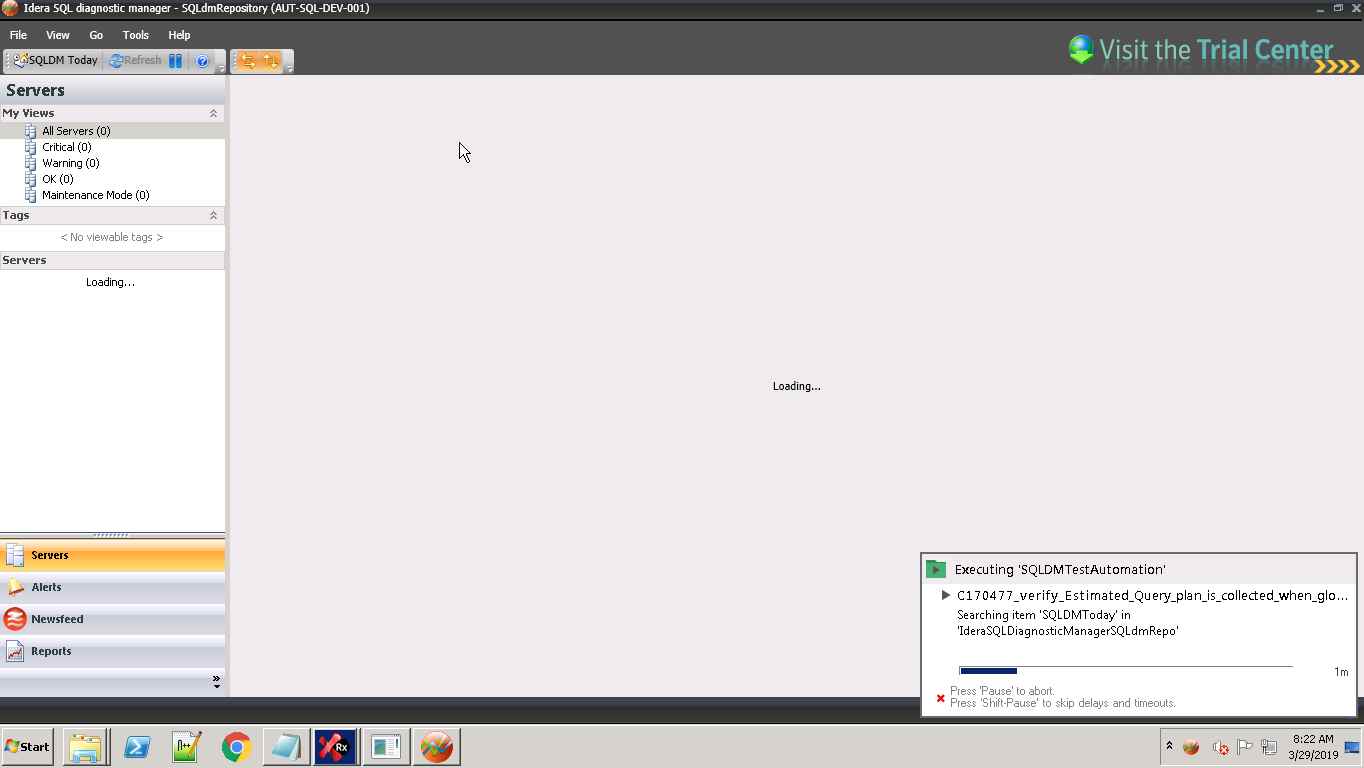 Idera SQL diagnostic manager - SQLdmRepository (AUT-SQL-DEV-001)
File View Go Tools Help
SQLDM Today Refresh
Visit the Trial Center
Servers
My Views
All Servers (0)
Critical (0)
Warning (0)
OK (0)
Maintenance Mode (0)
Tags
< No viewable tags >
Servers
Loading...
Loading...
Servers
Alerts
Newsfeed
Reports
Executing 'SQLDMTestAutomation'
C170477_verify_Estimated_Query_plan_is_collected_when_glo...
Searching item 'SQLDMToday' in
'IderaSQLDiagnosticManagerSQLdmRepo'
1m
Press 'Pause' to abort.
Press 'Shift-Pause' to skip delays and timeouts.
Start
n++
Rx
8:22 AM
3/29/2019